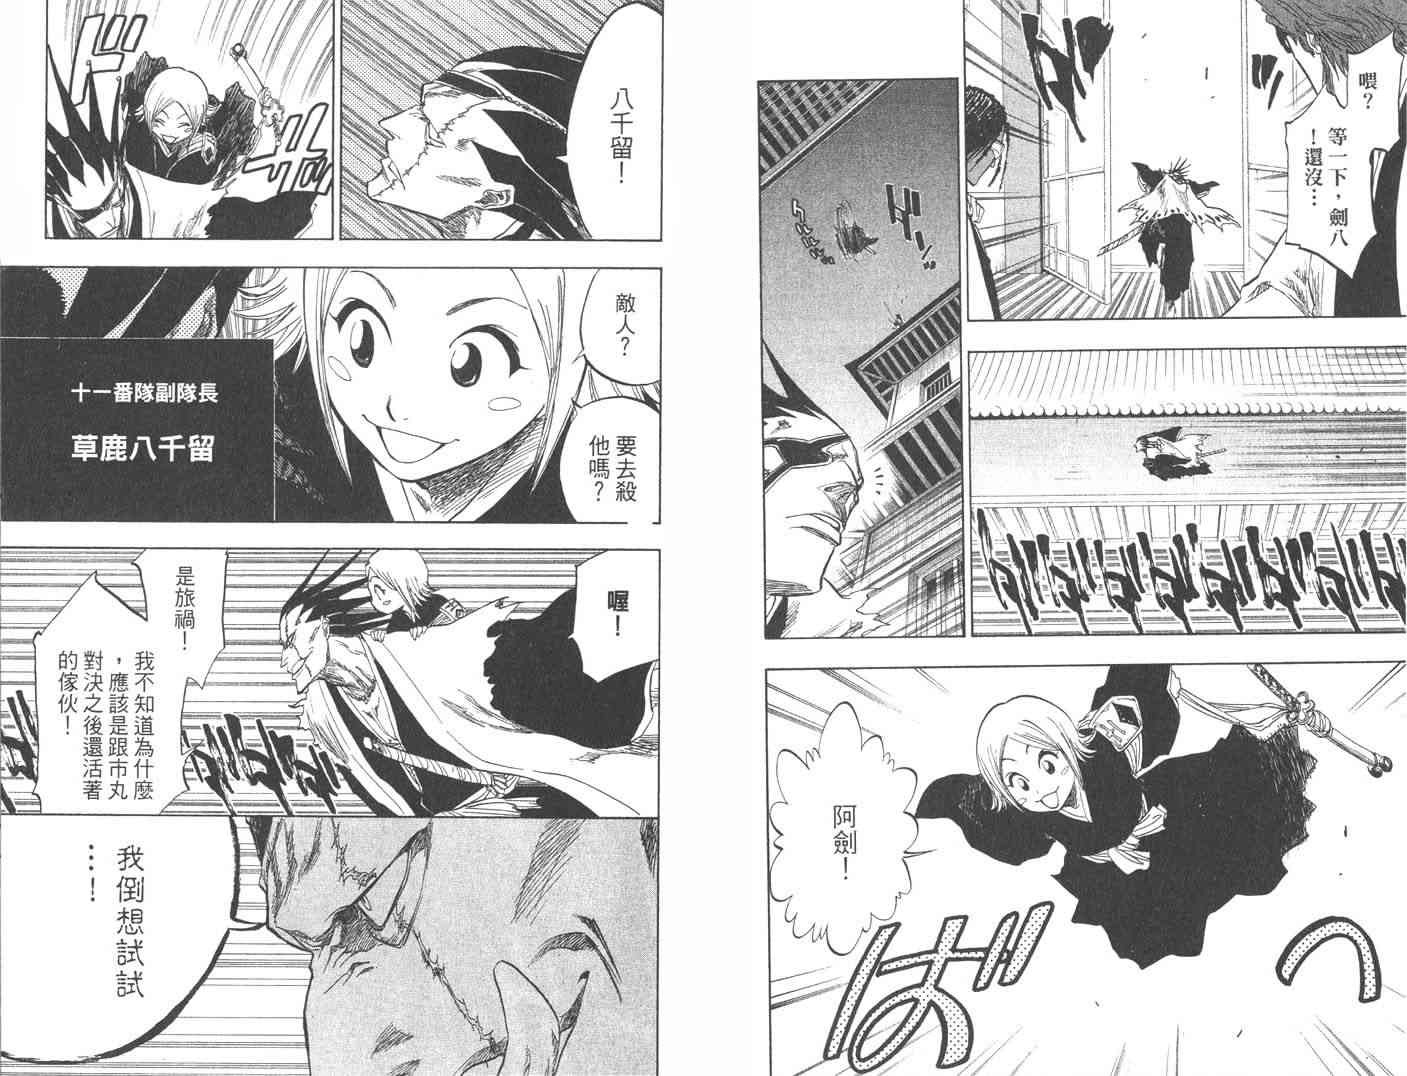 喂？
等一下，劍八
！還沒…
阿劍！
ばっ
八千留！
敵人？
要去殺
他嗎？
十一番隊副隊長
草鹿八千留
喔！
是旅禍！
我不知道為什麼
，應該是跟市丸
對決之後還活著
的傢伙！
我倒想試試
…！